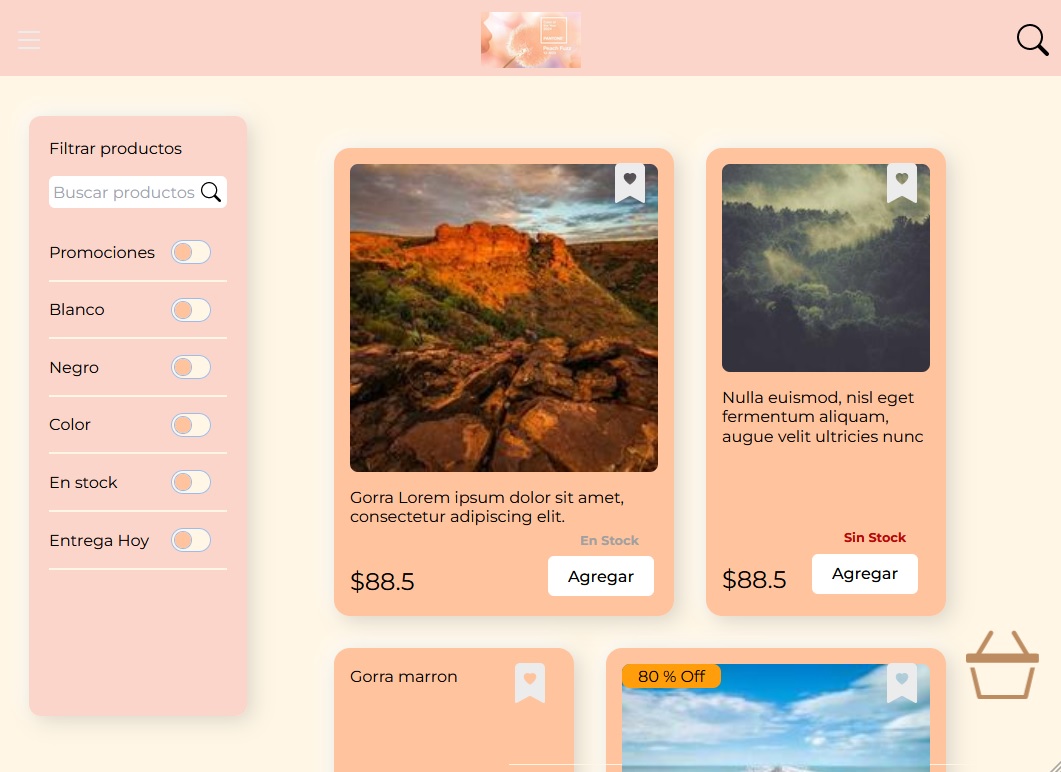 Filtrar productos
Buscar productos
Promociones
Blanco
Negro
Color
En stock
Entrega Hoy
Gorra Lorem ipsum dolor sit amet,
consectetur adipiscing elit.
En Stock
$88.5
Agregar
Nulla euismod, nisl eget
fermentum aliquam,
augue velit ultricies nunc
Sin Stock
$88.5
Agregar
Gorra marron
80 % Off